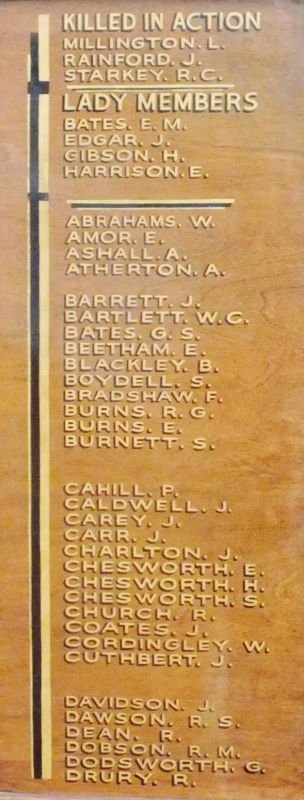 KILLED IN ACTION
MILLINGTON. L.
RAINFORD. J.
STARKEY. R.C.
LADY MEMBERS
BATES. E. M.
EDGAR. J.
GIBSON. H.
HARRISON. E.
ABRAHAMS. W.
AMOR. E.
ASHALL. A.
ATHERTON. A.
BARRETT. J.
BARTLETT. W.C.
BATES. G. S.
BEETHAM. E.
BLACKLEY. B.
BOYDELL. S.
BRADSHAW. F.
BURNS. R. G.
BURNS. E.
BURNETT. S.
CAHILL. P.
CALDWELL. J.
CAREY. J.
CARR. J.
CHARLTON. J.
CHESWORTH. E.
CHESWORTH. H.
CHESWORTH. S.
CHURCH. R.
COATES. J.
CORDINGLEY. W.
CUTHBERT. J.
DAVIDSON. J.
DAWSON. R. S.
DEAN. R.
DOBSON. R. M.
DODSWORTH. G.
DRURY. R.